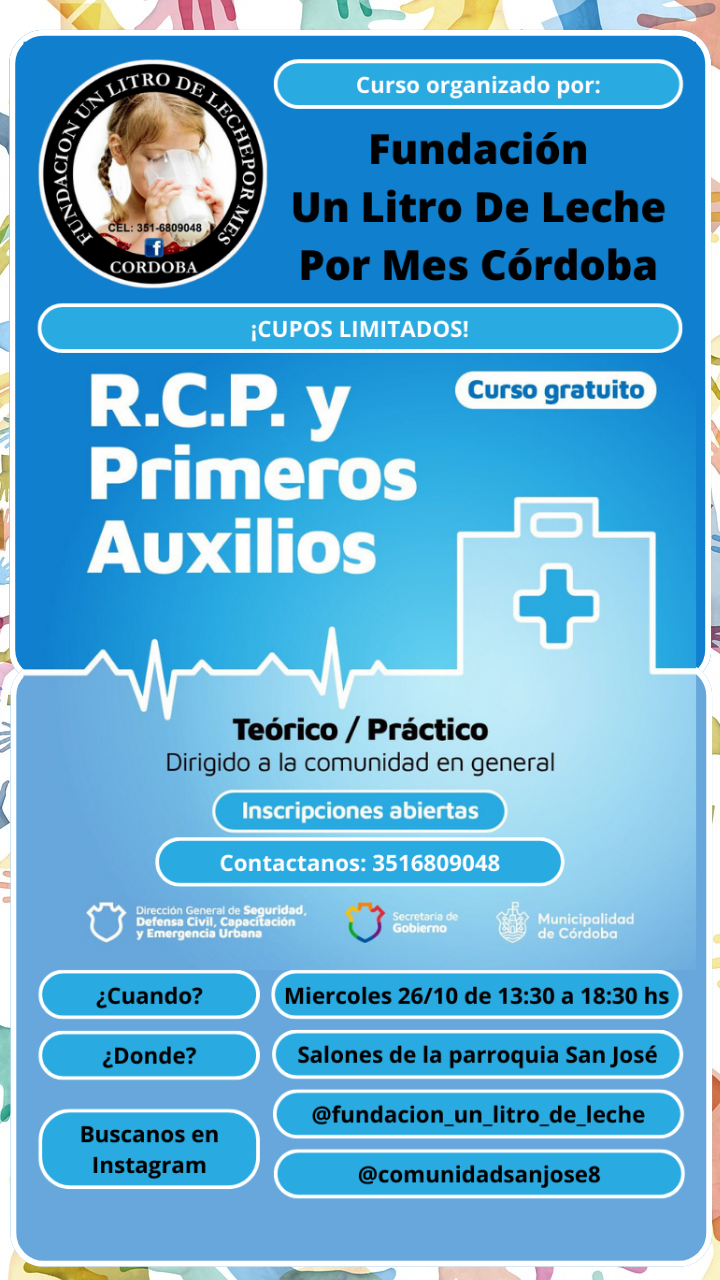 FUNDACION UN LITRO DE LECHEPOR MES
CEL: 351-6809048
f
CORDOBA
Curso organizado por:
Fundación
Un Litro De Leche
Por Mes Córdoba
¡CUPOS LIMITADOS!
R.C.P. y
Primeros
Auxilios
Curso gratuito
Teórico / Práctico
Dirigido a la comunidad en general
Inscripciones abiertas
Contactanos: 3516809048
Dirección General de Seguridad,
Defensa Civil, Capacitación
y Emergencia Urbana
Secretaria de
Gobierno
Municipalidad
de Córdoba
¿Cuando?
Miercoles 26/10 de 13:30 a 18:30 hs
¿Donde?
Salones de la parroquia San José
Buscanos en
Instagram
@fundacion_un_litro_de_leche
@comunidadsanjose8